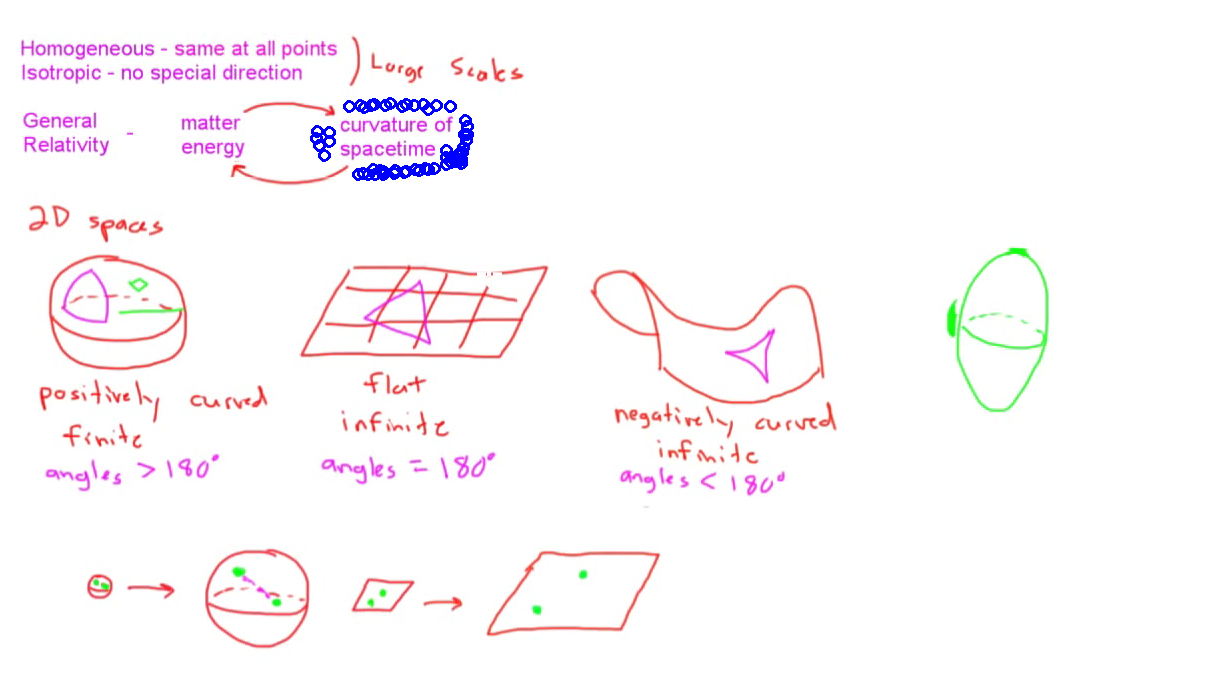 Homogeneous - same at all points
Isotropic - no special direction
Large Scales
General
Relativity
-
matter
energy
curvature of
spacetime
2D spaces
positively curved
finite
angles > 180°
flat
infinite
angles = 180°
negatively curved
infinite
angles < 180°